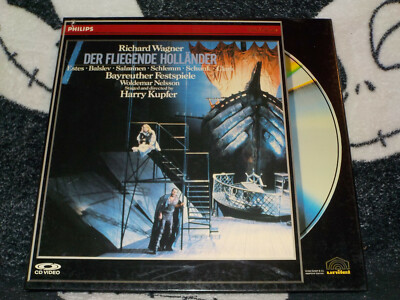 PHILIPS
Richard Wagner
DER FLIEGENDE HOLLÄNDER
Estes · Balslev · Salminen · Schlemm · Schunk · Clark
Bayreuther Festspiele
Woldemar Nelsson
Staged and directed by
Harry Kupfer
CD VIDEO
unitel